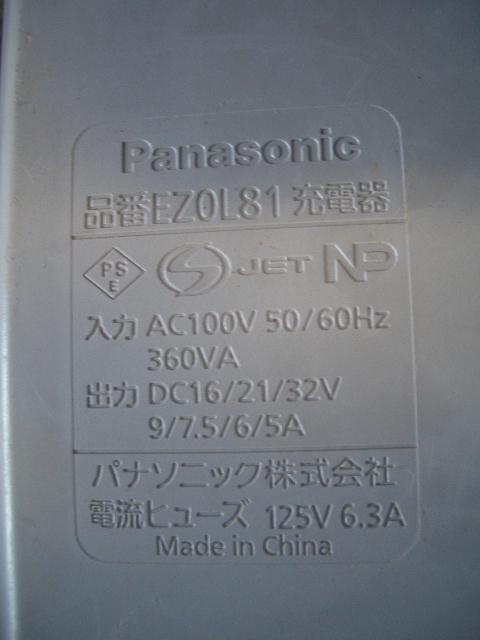 Panasonic
品番EZ0L81 充電器
PS
E
S JET NP
入力 AC100V 50/60Hz
360VA
出力 DC16/21/32V
9/7.5/6/5A
パナソニック株式会社
電流ヒューズ 125V 6.3A
Made in China